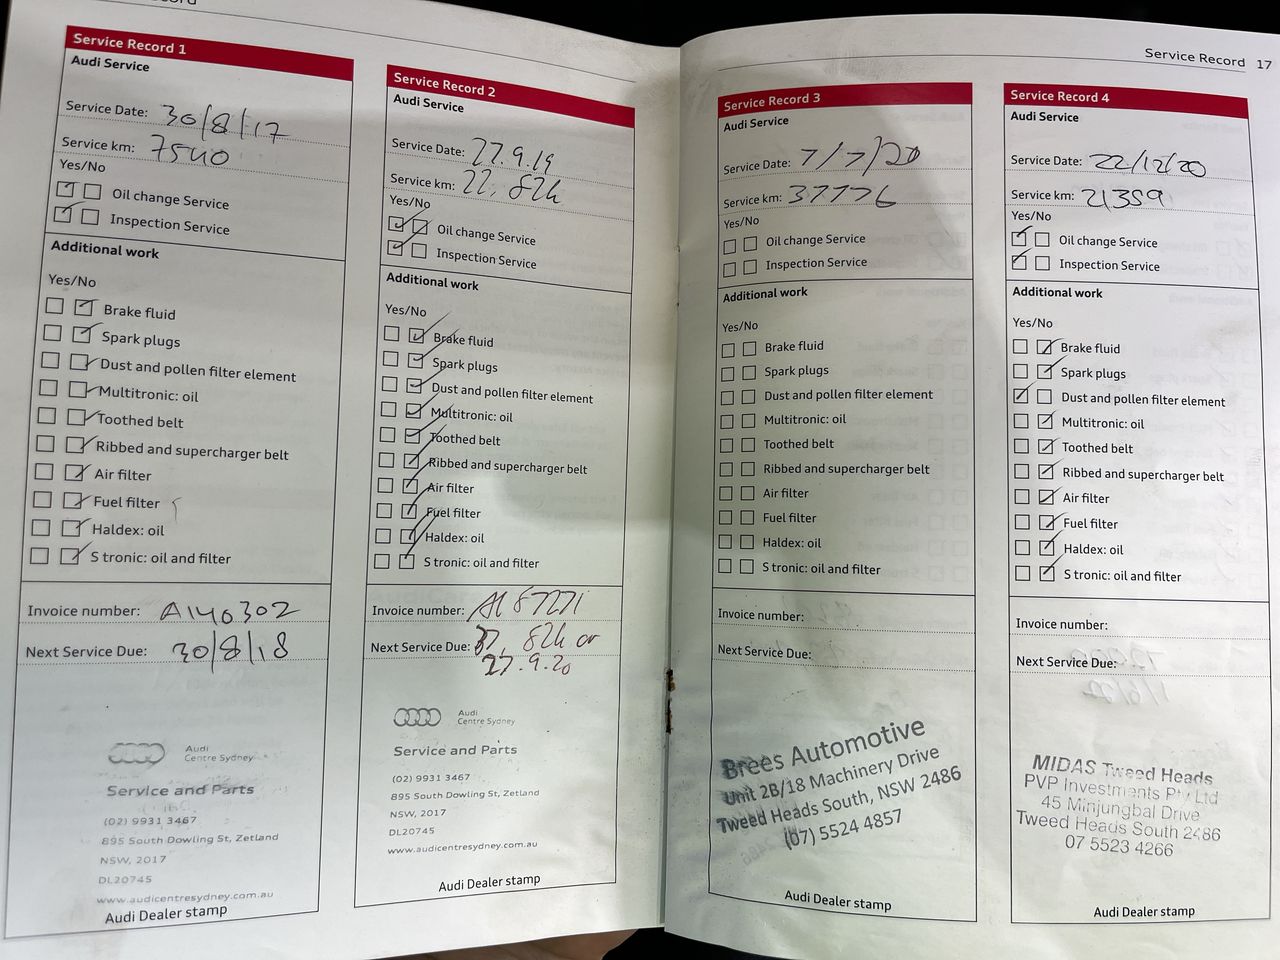 Service Record 1
Audi Service
Service Date: 30/8/17
Service km: 7540
Yes/No
Oil change Service
Inspection Service
Additional work
Yes/No
Brake fluid
Spark plugs
Dust and pollen filter element
Multitronic: oil
Toothed belt
Ribbed and supercharger belt
Air filter
Fuel filter
Haldex: oil
S tronic: oil and filter
Invoice number: A140302
Next Service Due: 30/8/18
Audi
Centre Sydney
Service and Parts
(02) 9931 3467
895 South Dowling St, Zetland
NSW, 2017
DL20745
www.audicentresydney.com.au
Audi Dealer stamp
Service Record 2
Audi Service
Service Date: 27.9.19
Service km: 22, 824
Yes/No
Oil change Service
Inspection Service
Additional work
Yes/No
Brake fluid
Spark plugs
Dust and pollen filter element
Multitronic: oil
Toothed belt
Ribbed and supercharger belt
Air filter
Fuel filter
Haldex: oil
S tronic: oil and filter
Invoice number:
Next Service Due: 37, 824 or
27.9.20
Audi
Centre Sydney
Service and Parts
(02) 9931 3467
895 South Dowling St, Zetland
NSW, 2017
DL20745
www.audicentresydney.com.au
Audi Dealer stamp
Service Record 17
Service Record 3
Audi Service
Service Date: 7/7/20
Service km: 37776
Yes/No
Oil change Service
Inspection Service
Additional work
Yes/No
Brake fluid
Spark plugs
Dust and pollen filter element
Multitronic: oil
Toothed belt
Ribbed and supercharger belt
Air filter
Fuel filter
Haldex: oil
S tronic: oil and filter
Invoice number:
Next Service Due:
Brees Automotive
Unit 2B/18 Machinery Drive
Tweed Heads South, NSW 2486
(07) 5524 4857
Audi Dealer stamp
Service Record 4
Audi Service
Service Date: 22/12/20
Service km: 21359
Yes/No
Oil change Service
Inspection Service
Additional work
Yes/No
Brake fluid
Spark plugs
Dust and pollen filter element
Multitronic: oil
Toothed belt
Ribbed and supercharger belt
Air filter
Fuel filter
Haldex: oil
S tronic: oil and filter
Invoice number:
Next Service Due:
MIDAS Tweed Heads
PVP Investments Pty Ltd
45 Minjungbal Drive
Tweed Heads South 2486
07 5523 4266
Audi Dealer stamp